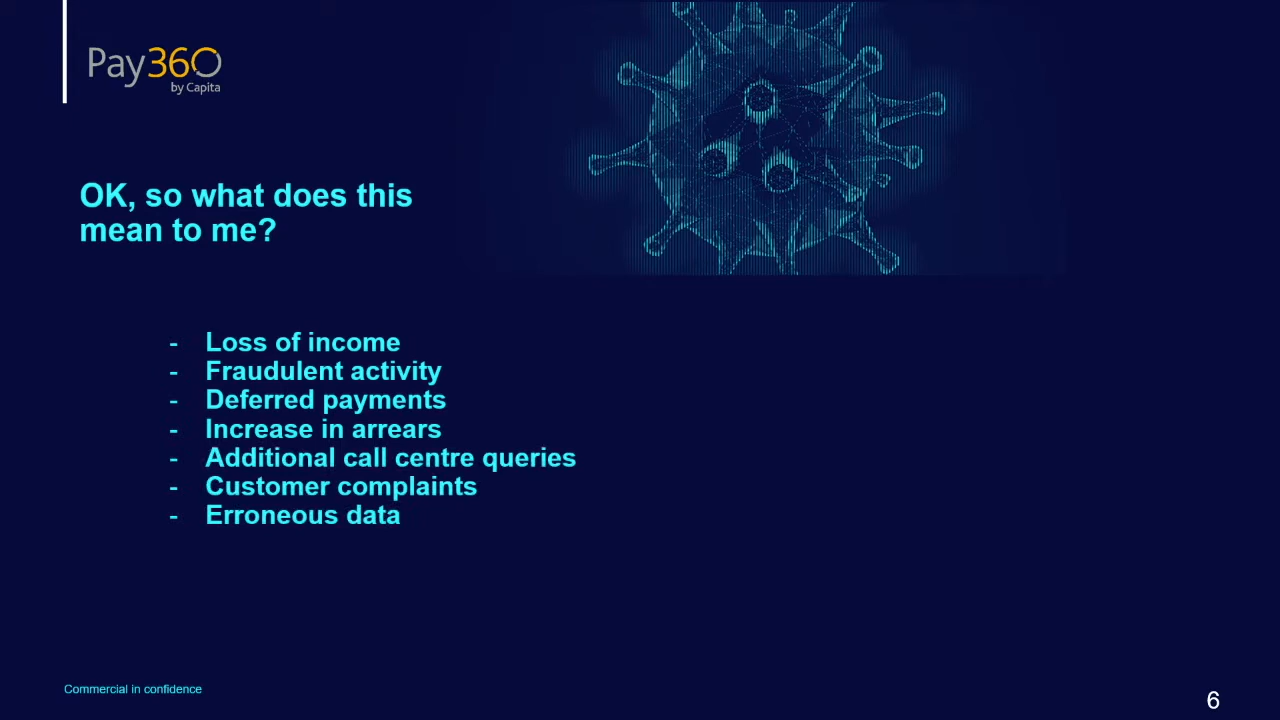 Pay360
by Capita
OK, so what does this
mean to me?
- Loss of income
- Fraudulent activity
- Deferred payments
- Increase in arrears
- Additional call centre queries
- Customer complaints
- Erroneous data
Commercial in confidence
6